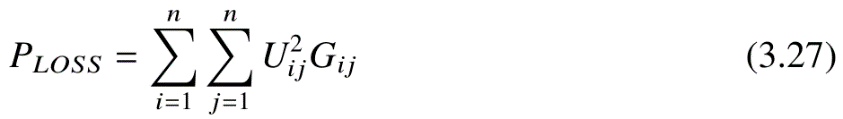 P_{LOSS} = \sum_{i=1}^{n} \sum_{j=1}^{n} U_{ij}^{2} G_{ij} (3.27)